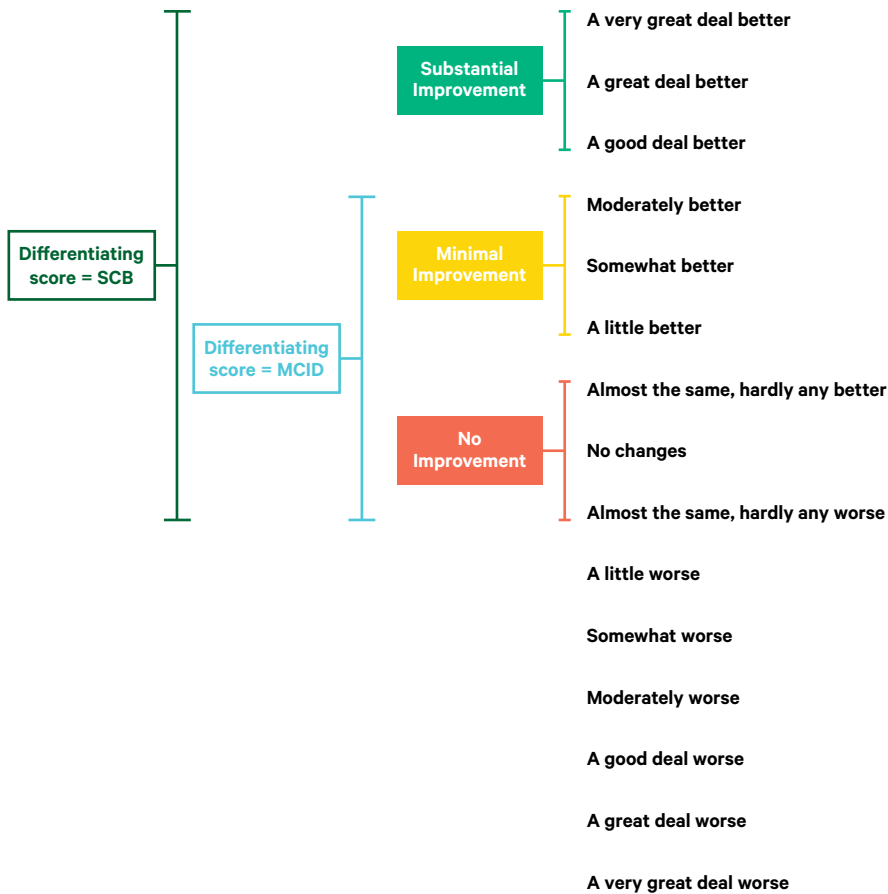 A very great deal better
Substantial
Improvement
A great deal better
A good deal better
Moderately better
Differentiating
score = SCB
Minimal
Improvement
Somewhat better
A little better
Differentiating
score = MCID
Almost the same, hardly any better
No
Improvement
No changes
Almost the same, hardly any worse
A little worse
Somewhat worse
Moderately worse
A good deal worse
A great deal worse
A very great deal worse